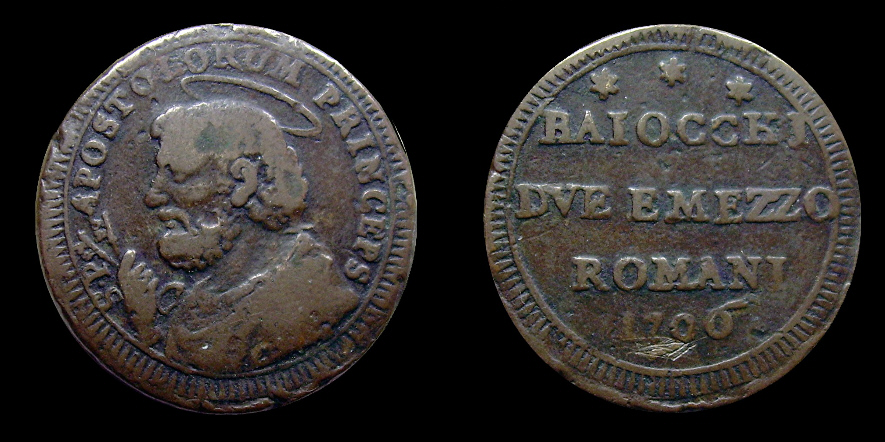 S. P. APOSTOLORUM PRINCEPS
BAIOCCHI
DVE E MEZZO
ROMANI
1796